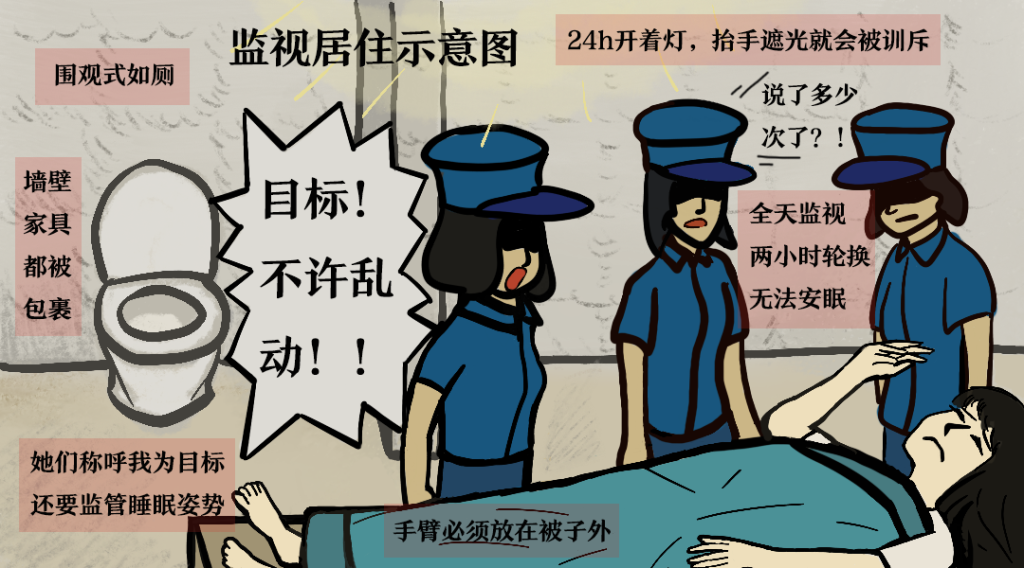 监视居住示意图
24h开着灯，抬手遮光就会被训斥
围观式如厕
说了多少
次了？！
墙壁
家具
都被
包裹
目标！
不许乱
动！！
全天监视
两小时轮换
无法安眠
她们称呼我为目标
还要监管睡眠姿势
手臂必须放在被子外